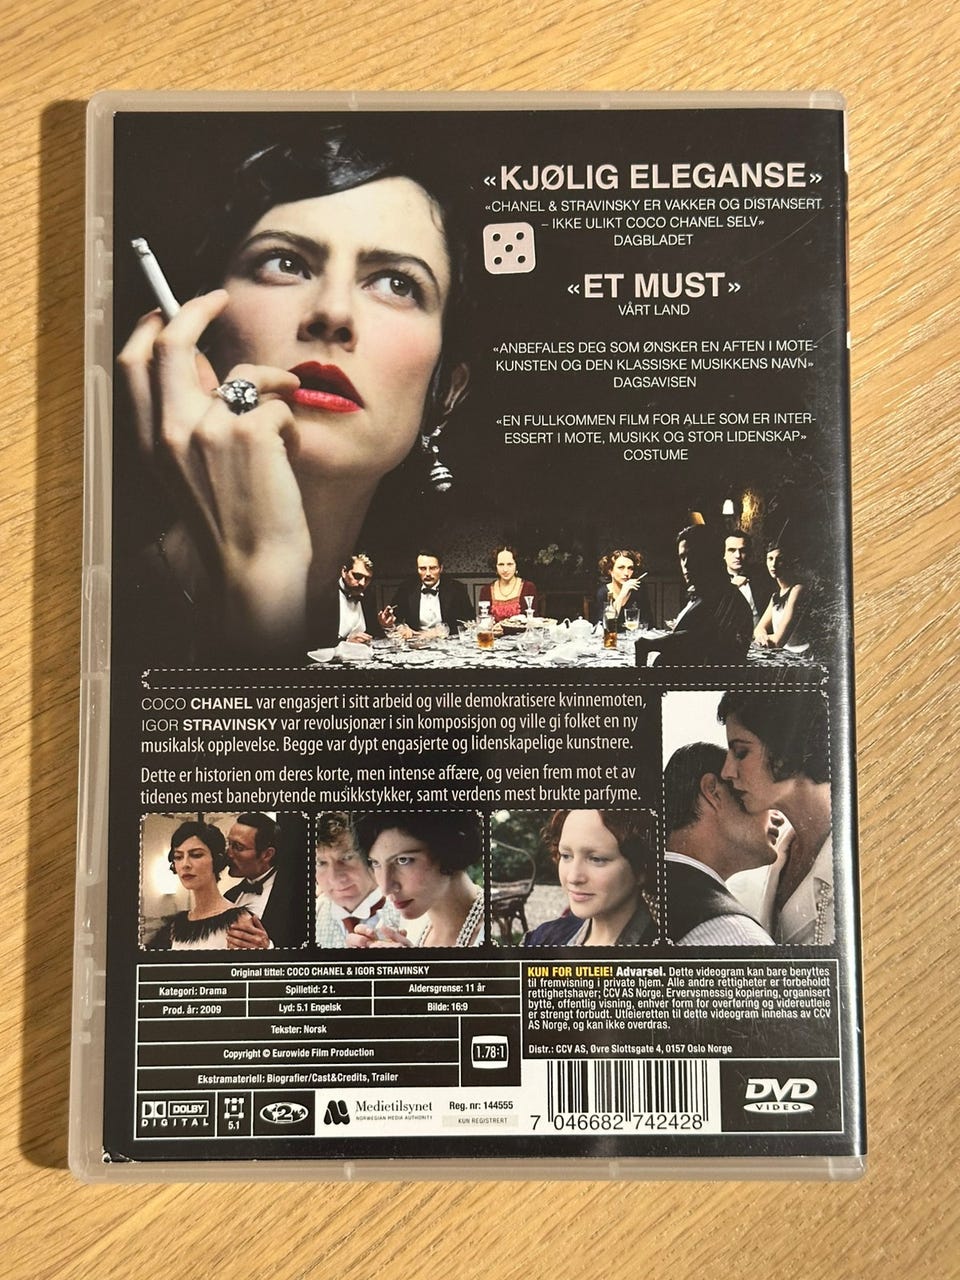 «KJØLIG ELEGANSE»
«CHANEL & STRAVINSKY ER VAKKER OG DISTANSERT
– IKKE ULIKT COCO CHANEL SELV»
DAGBLADET
«ET MUST»
VÅRT LAND
«ANBEFALES DEG SOM ØNSKER EN AFTEN I MOTE-
KUNSTEN OG DEN KLASSISKE MUSIKKENS NAVN»
DAGSAVISEN
«EN FULLKOMMEN FILM FOR ALLE SOM ER INTER-
ESSERT I MOTE, MUSIKK OG STOR LIDENSKAP»
COSTUME
COCO CHANEL var engasjert i sitt arbeid og ville demokratisere kvinnemoten,
IGOR STRAVINSKY var revolusjonær i sin komposisjon og ville gi folket en ny
musikalsk opplevelse. Begge var dypt engasjerte og lidenskapelige kunstnere.
Dette er historien om deres korte, men intense affære, og veien frem mot et av
tidenes mest banebrytende musikkstykker, samt verdens mest brukte parfyme.
Original tittel: COCO CHANEL & IGOR STRAVINSKY
Kategori: Drama
Spilletid: 2 t.
Aldersgrense: 11 år
Prod. år: 2009
Lyd: 5.1 Engelsk
Bilde: 16:9
Tekster: Norsk
Copyright © Eurowide Film Production
1.78:1
Ekstramateriell: Biografier/Cast&Credits, Trailer
KUN FOR UTLEIE! Advarsel. Dette videogram kan bare benyttes
til fremvisning i private hjem. Alle andre rettigheter er forbeholdt
rettighetshaver; CCV AS Norge. Ervervsmessig kopiering, organisert
bytte, offentlig visning, enhver form for overføring og videreutleie
er strengt forbudt. Utleieretten til dette videogram innehas av CCV
AS Norge, og kan ikke overdras.
Distr.: CCV AS, Øvre Slottsgate 4, 0157 Oslo Norge
DOLBY
DIGITAL
5.1
2
Medietilsynet
NORWEGIAN MEDIA AUTHORITY
Reg. nr: 144555
KUN REGISTRERT
7 046682 742428
DVD
VIDEO